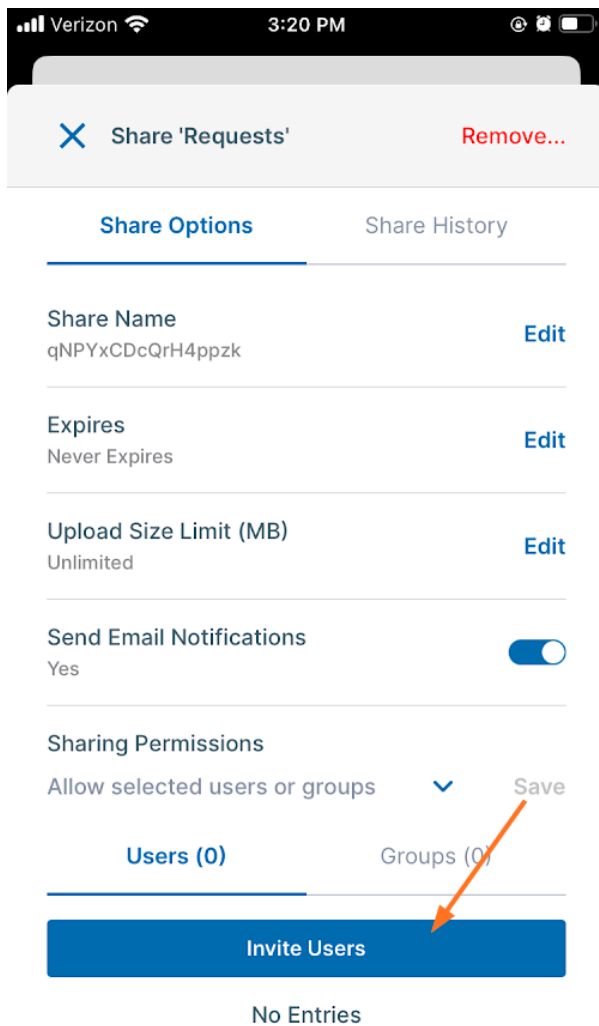 Verizon 3:20 PM
Share 'Requests' Remove...
Share Options Share History
Share Name
Edit
qNPYxCDcQrH4ppzk
Expires
Edit
Never Expires
Upload Size Limit (MB)
Edit
Unlimited
Send Email Notifications
Yes
Sharing Permissions
Allow selected users or groups Save
Users (0) Groups (0)
Invite Users
No Entries